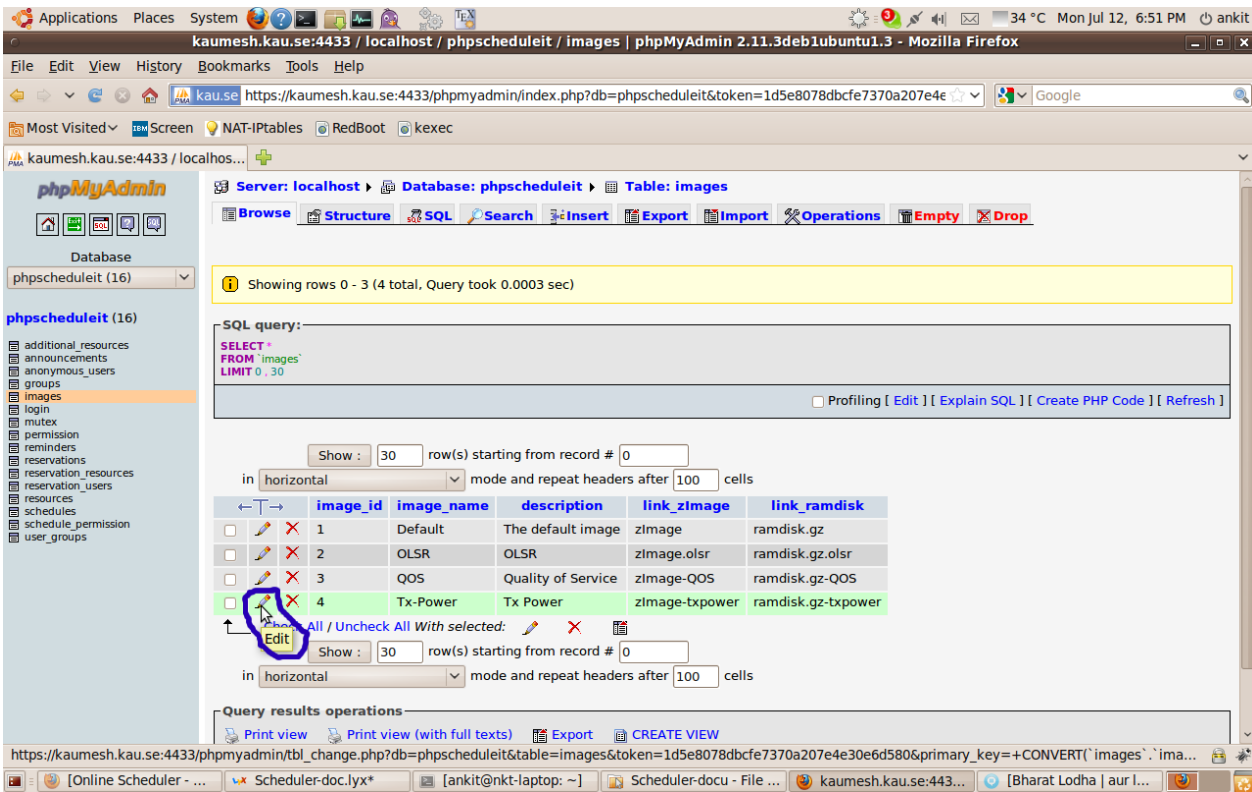 Applications Places System 34 °C Mon Jul 12, 6:51 PM ankit
kaumesh.kau.se:4433 / localhost / phpscheduleit / images | phpMyAdmin 2.11.3deb1ubuntu1.3 - Mozilla Firefox
File Edit View History Bookmarks Tools Help
kau.se https://kaumesh.kau.se:4433/phpmyadmin/index.php?db=phpscheduleit&token=1d5e8078dbcfe7370a207e4e Google
Most Visited IBM Screen NAT-IPtables RedBoot kexec
kaumesh.kau.se:4433 / localhos...
phpMyAdmin
Database
phpscheduleit (16)
phpscheduleit (16)
additional_resources
announcements
anonymous_users
groups
images
login
mutex
permission
reminders
reservations
reservation_resources
reservation_users
resources
schedules
schedule_permission
user_groups
Server: localhost Database: phpscheduleit Table: images
Browse Structure SQL Search Insert Export Import Operations Empty Drop
Showing rows 0 - 3 (4 total, Query took 0.0003 sec)
SQL query:
SELECT *
FROM `images`
LIMIT 0 , 30
Profiling [ Edit ] [ Explain SQL ] [ Create PHP Code ] [ Refresh ]
Show : 30 row(s) starting from record # 0
in horizontal mode and repeat headers after 100 cells
←T→ image_id image_name description link_zImage link_ramdisk
1 Default The default image zImage ramdisk.gz
2 OLSR OLSR zImage.olsr ramdisk.gz.olsr
3 QOS Quality of Service zImage-QOS ramdisk.gz-QOS
4 Tx-Power Tx Power zImage-txpower ramdisk.gz-txpower
Check All / Uncheck All With selected:
Edit
Show : 30 row(s) starting from record # 0
in horizontal mode and repeat headers after 100 cells
Query results operations
Print view Print view (with full texts) Export CREATE VIEW
https://kaumesh.kau.se:4433/phpmyadmin/tbl_change.php?db=phpscheduleit&table=images&token=1d5e8078dbcfe7370a207e4e30e6d580&primary_key=+CONVERT(`images`.`ima...
[Online Scheduler - ... Scheduler-doc.lyx* [ankit@nkt-laptop: ~] Scheduler-docu - File ... kaumesh.kau.se:443... [Bharat Lodha | aur l...